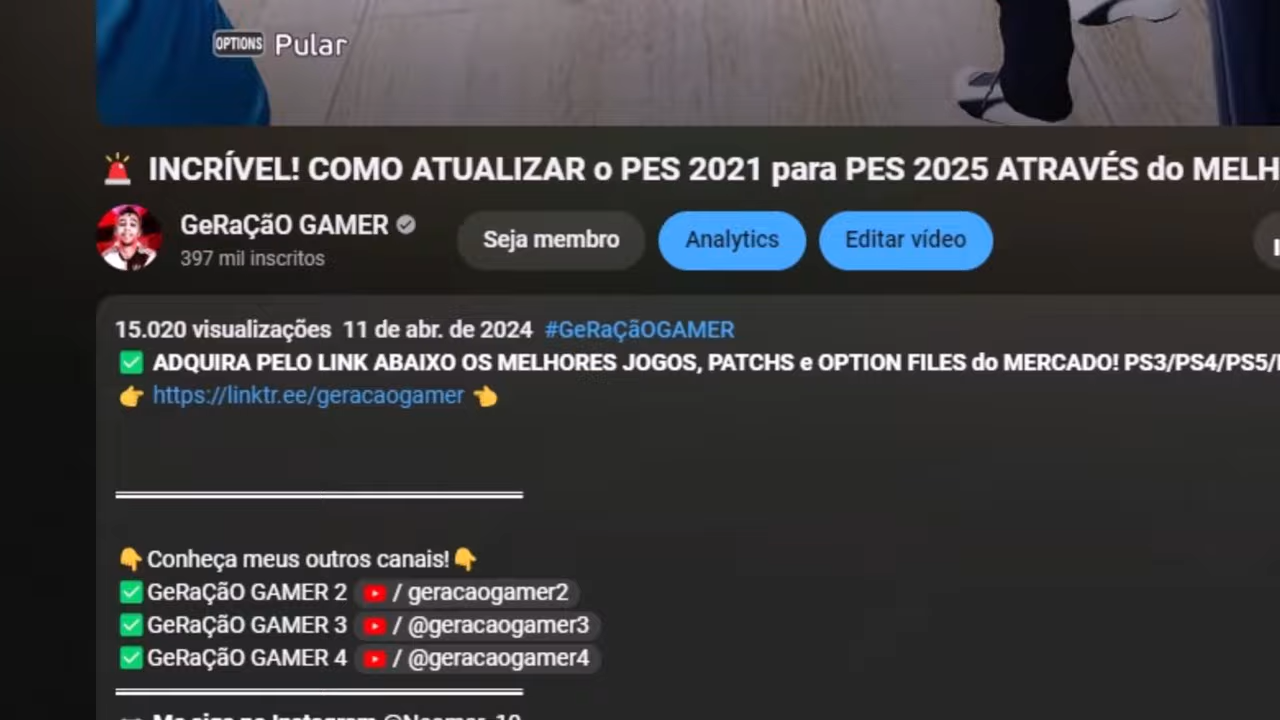 OPTIONS Pular
INCRÍVEL! COMO ATUALIZAR o PES 2021 para PES 2025 ATRAVÉS do
GeRaÇãO GAMER
397 mil inscritos
Seja membro
Analytics
Editar vídeo
15.020 visualizações 11 de abr. de 2024 #GeRaÇãOGAMER
✅ ADQUIRA PELO LINK ABAIXO OS MELHORES JOGOS, PATCHS e OPTION FILES do MERCADO! PS3/PS4/PS5/
👉 https://linktr.ee/geracaogamer 👈
👇Conheça meus outros canais!👇
✅GeRaÇãO GAMER 2 / geracaogamer2
✅GeRaÇãO GAMER 3 / @geracaogamer3
✅GeRaÇãO GAMER 4 / @geracaogamer4